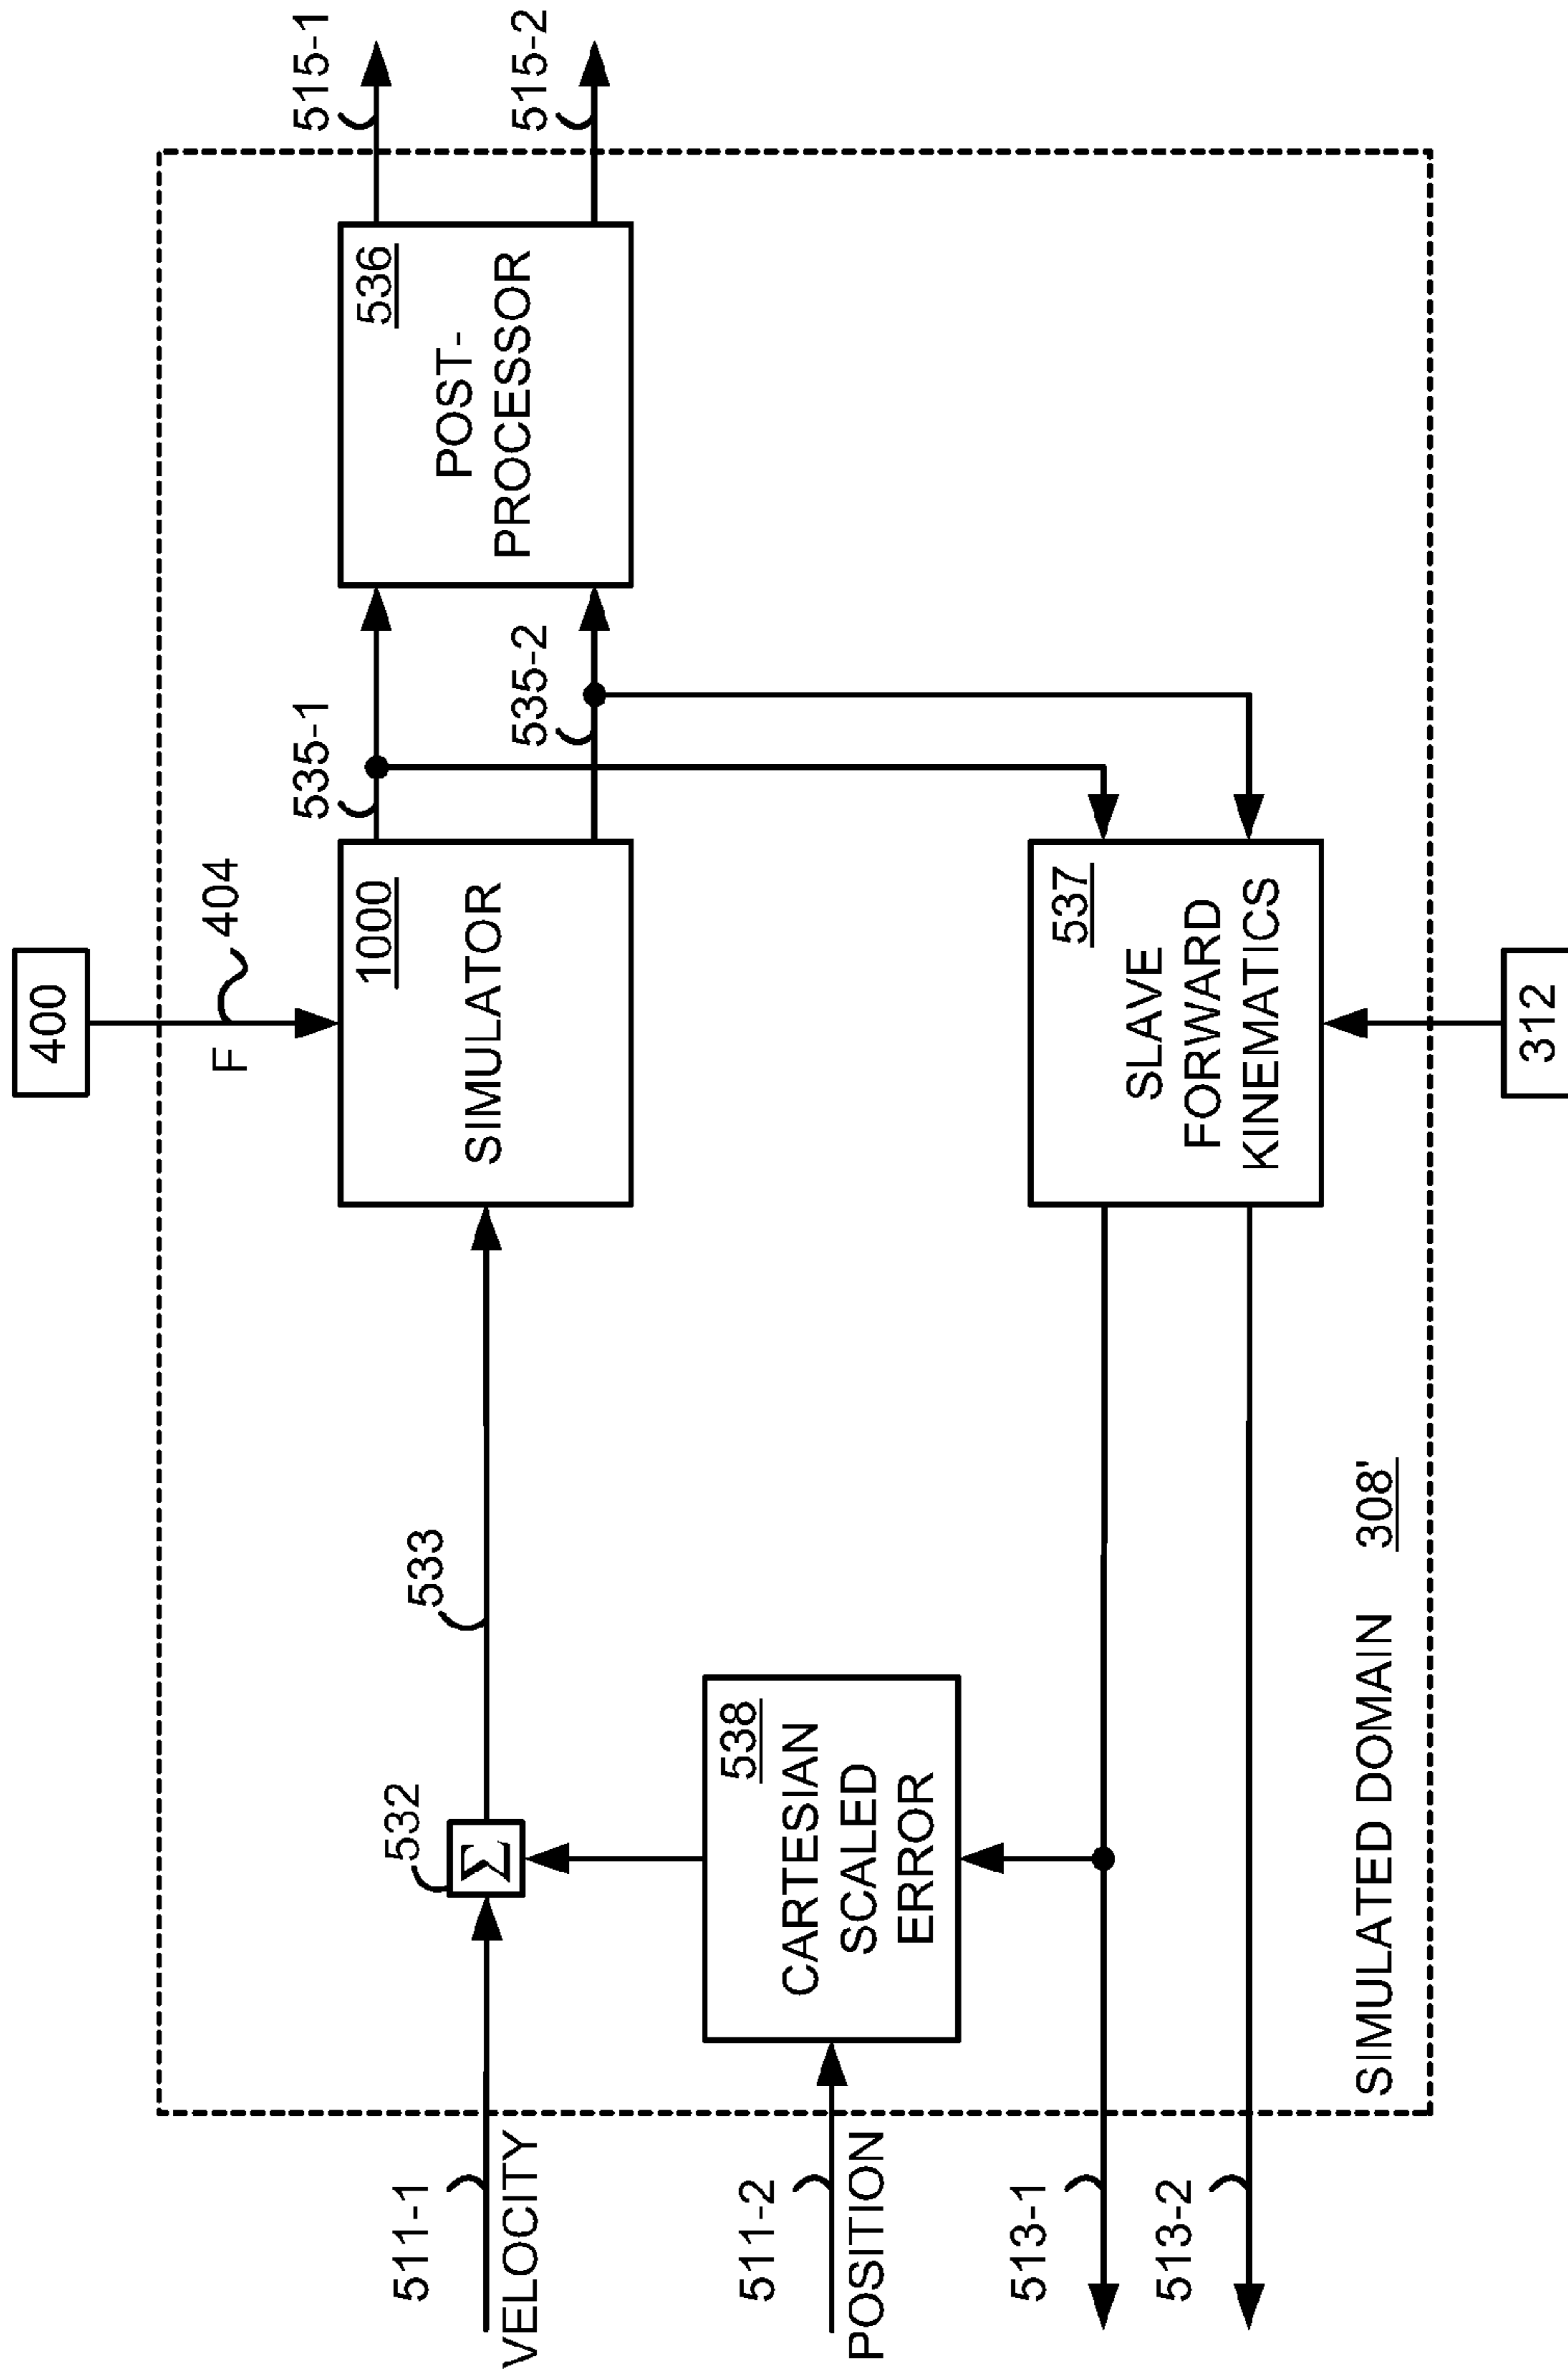 400
F
404
511-1
VELOCITY
532
Σ
533
1000
SIMULATOR
535-1
535-2
536
POST-
PROCESSOR
515-1
515-2
511-2
POSITION
538
CARTESIAN
SCALED
ERROR
513-1
513-2
537
SLAVE
FORWARD
KINEMATICS
SIMULATED DOMAIN 308'
312